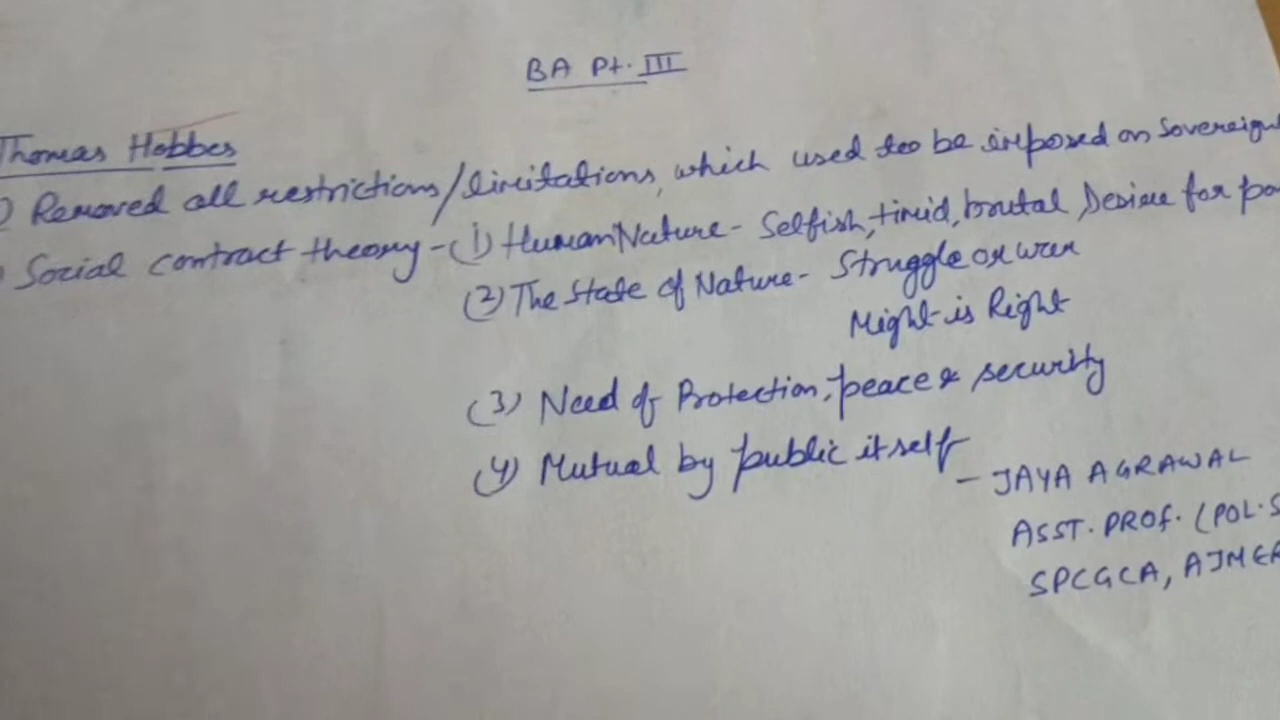 BA Pt. III
Thomas Hobbes
Removed all restrictions/limitations, which used to be imposed on Sovereign
Social contract theory - (1) Human Nature - Selfish, timid, brutal, Desire for
(2) The State of Nature - Struggle or war
Might is Right
(3) Need of Protection, peace & security
(4) Mutual by public itself
- JAYA AGRAWAL
ASST. PROF. (POL. S
SPCGCA, AJMER